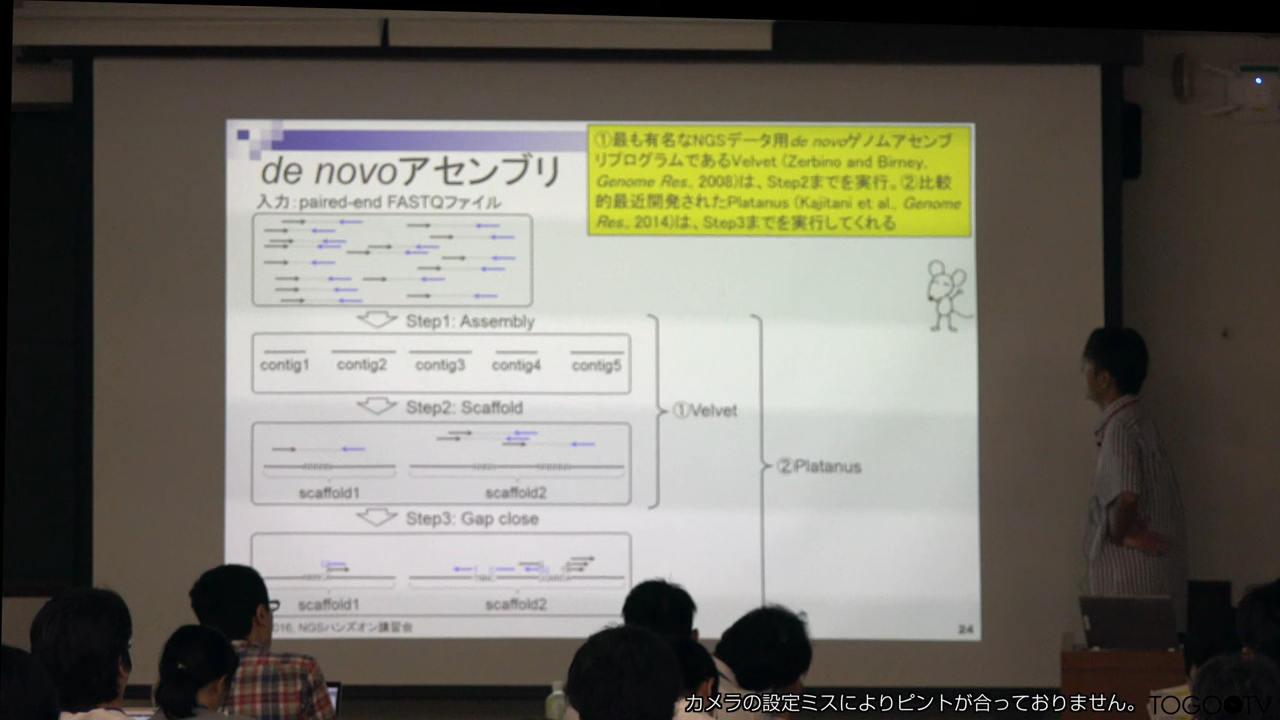 ①最も有名なNGSデータ用de novoゲノムアセンブ
リプログラムであるVelvet (Zerbino and Birney,
Genome Res., 2008)は、Step2までを実行。②比較
的最近開発されたPlatanus (Kajitani et al., Genome
Res., 2014)は、Step3までを実行してくれる
de novoアセンブリ
入力：paired-end FASTQファイル
Step1: Assembly
contig1 contig2 contig3 contig4 contig5
Step2: Scaffold
①Velvet
scaffold1 scaffold2
②Platanus
Step3: Gap close
scaffold1 scaffold2
2016, NGSハンズオン講習会
24
カメラの設定ミスによりピントが合っておりません。
TOGOTV